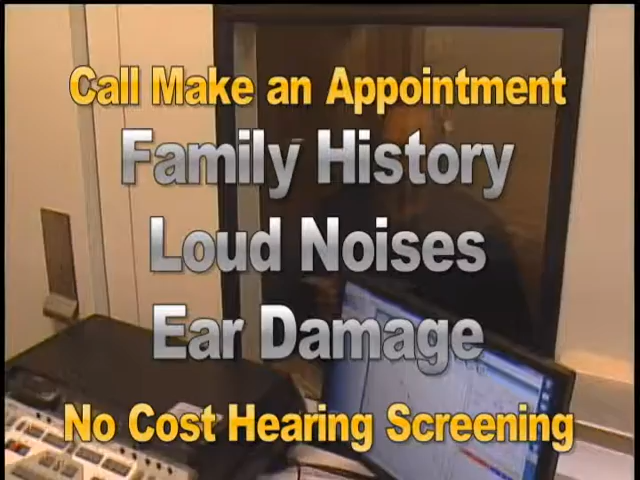 Call Make an Appointment
Family History
Loud Noises
Ear Damage
No Cost Hearing Screening